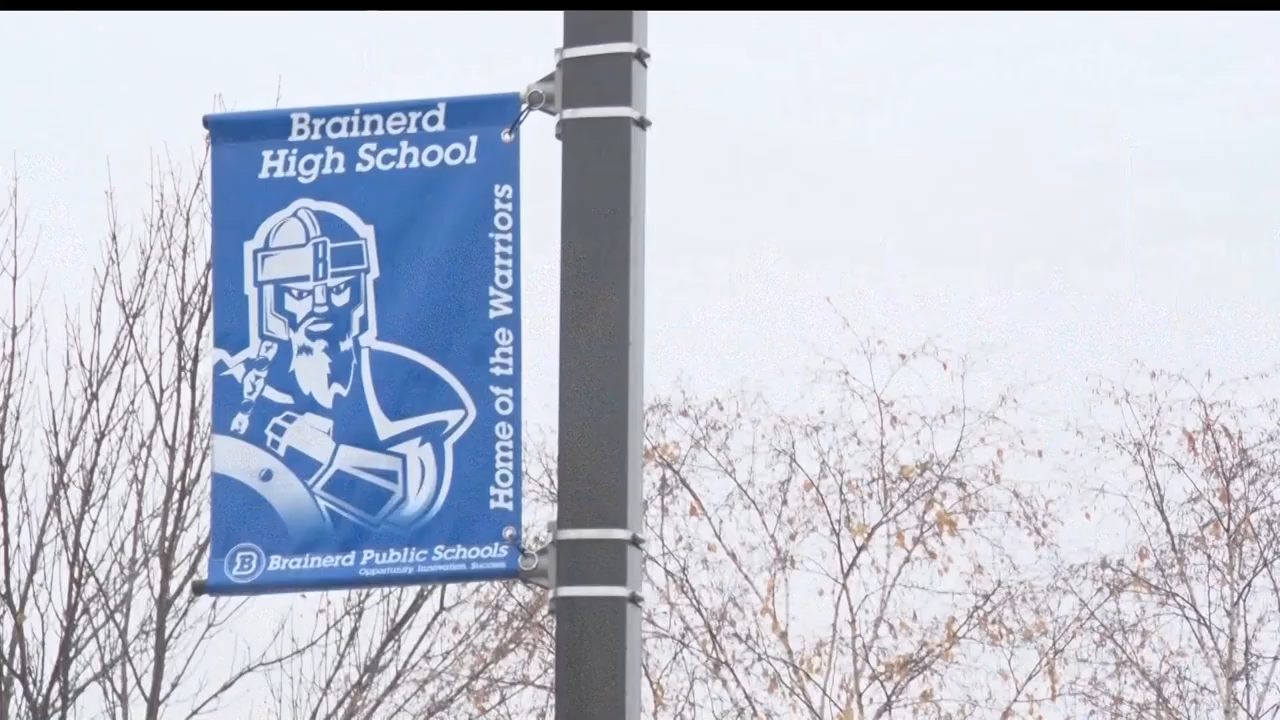 Brainerd
High School
Home of the Warriors
B
B Brainerd Public Schools
Opportunity. Innovation. Success.